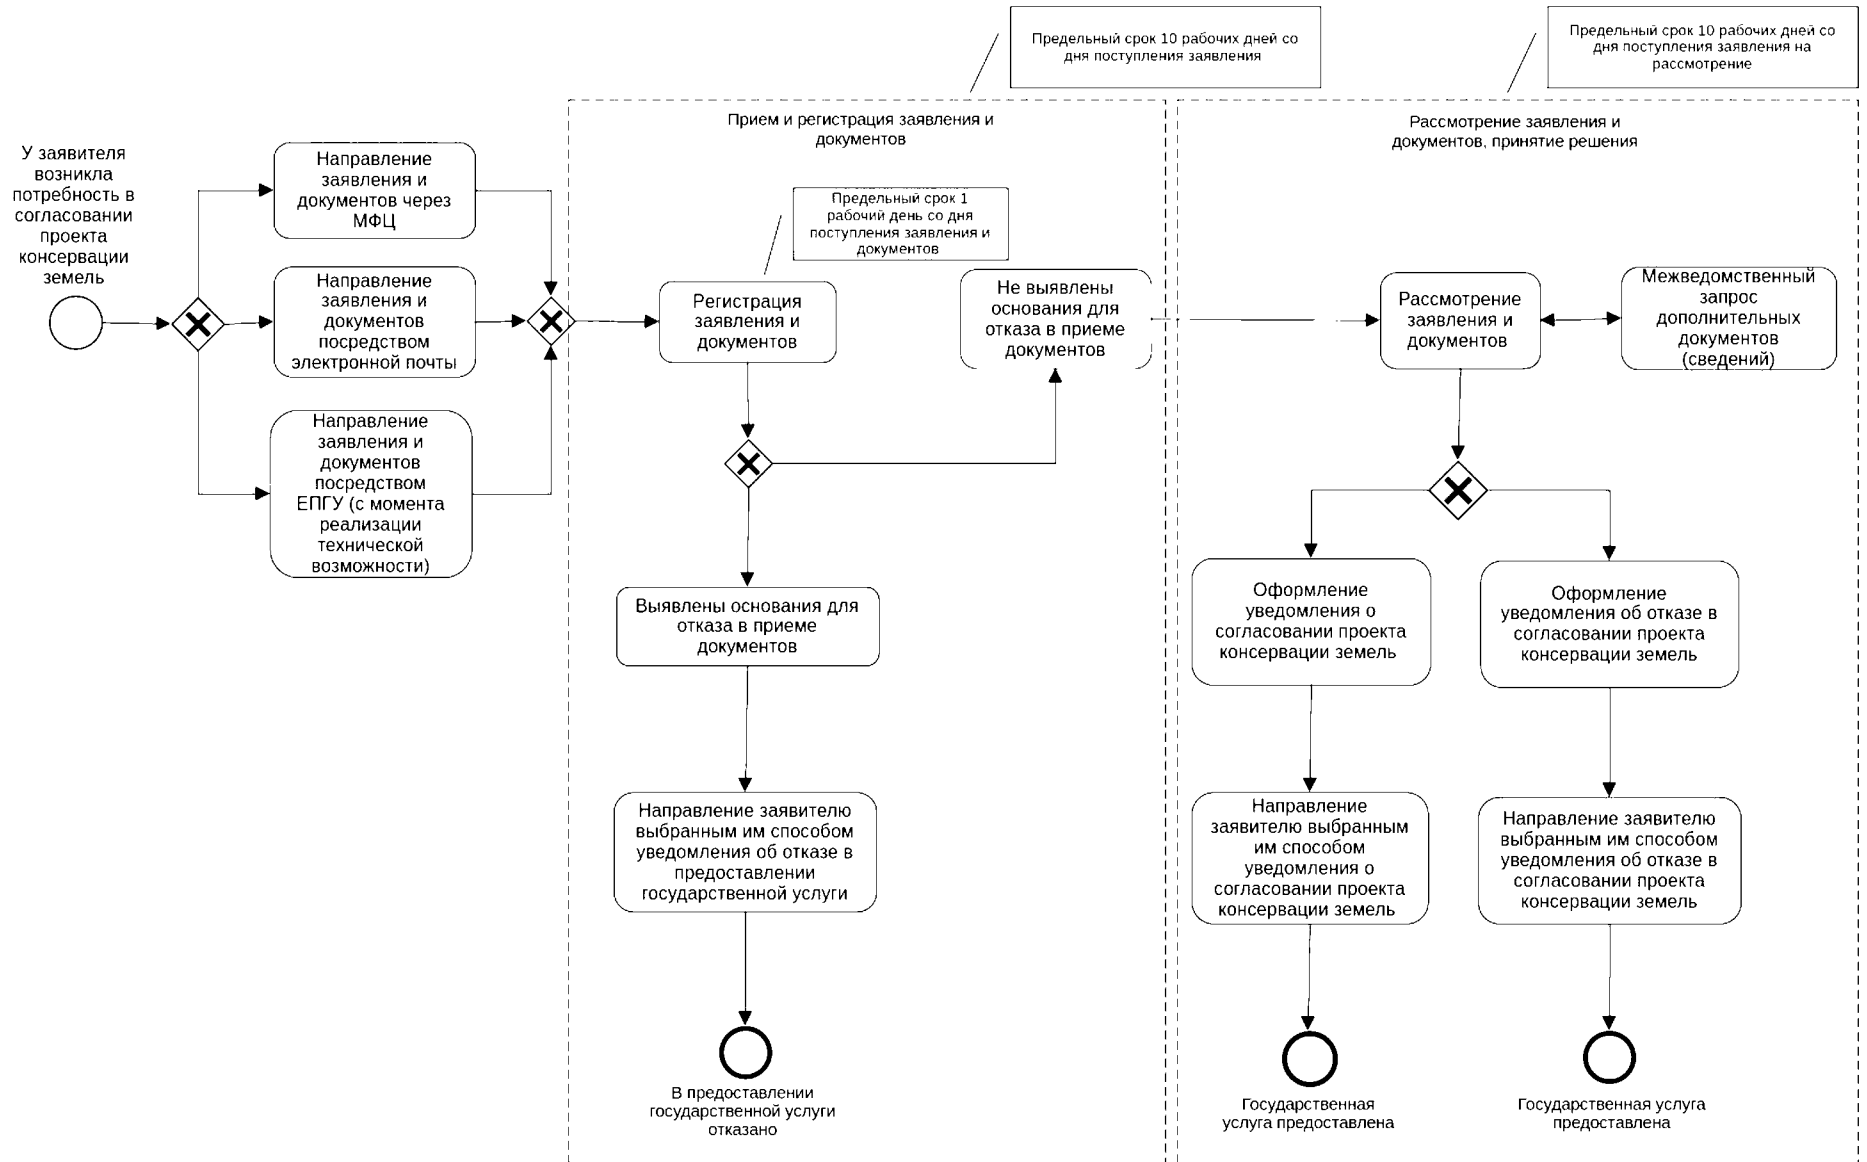 Предельный срок 10 рабочих дней со
дня поступления заявления
Предельный срок 10 рабочих дней со
дня поступления заявления на
рассмотрение
Прием и регистрация заявления и
документов
Рассмотрение заявления и
документов, принятие решения
У заявителя
возникла
потребность в
согласовании
проекта
консервации
земель
Направление
заявления и
документов через
МФЦ
Направление
заявления и
документов
посредством
электронной почты
Направление
заявления и
документов
посредством
ЕПГУ (с момента
реализации
технической
возможности)
Предельный срок 1
рабочий день со дня
поступления заявления и
документов
Регистрация
заявления и
документов
Не выявлены
основания для
отказа в приеме
документов
Рассмотрение
заявления и
документов
Межведомственный
запрос
дополнительных
документов
(сведений)
Выявлены основания для
отказа в приеме
документов
Оформление
уведомления о
согласовании проекта
консервации земель
Оформление
уведомления об отказе в
согласовании проекта
консервации земель
Направление заявителю
выбранным им способом
уведомления об отказе в
предоставлении
государственной услуги
Направление
заявителю выбранным
им способом
уведомления о
согласовании проекта
консервации земель
Направление заявителю
выбранным им способом
уведомления об отказе в
согласовании проекта
консервации земель
В предоставлении
государственной услуги
отказано
Государственная
услуга предоставлена
Государственная услуга
предоставлена